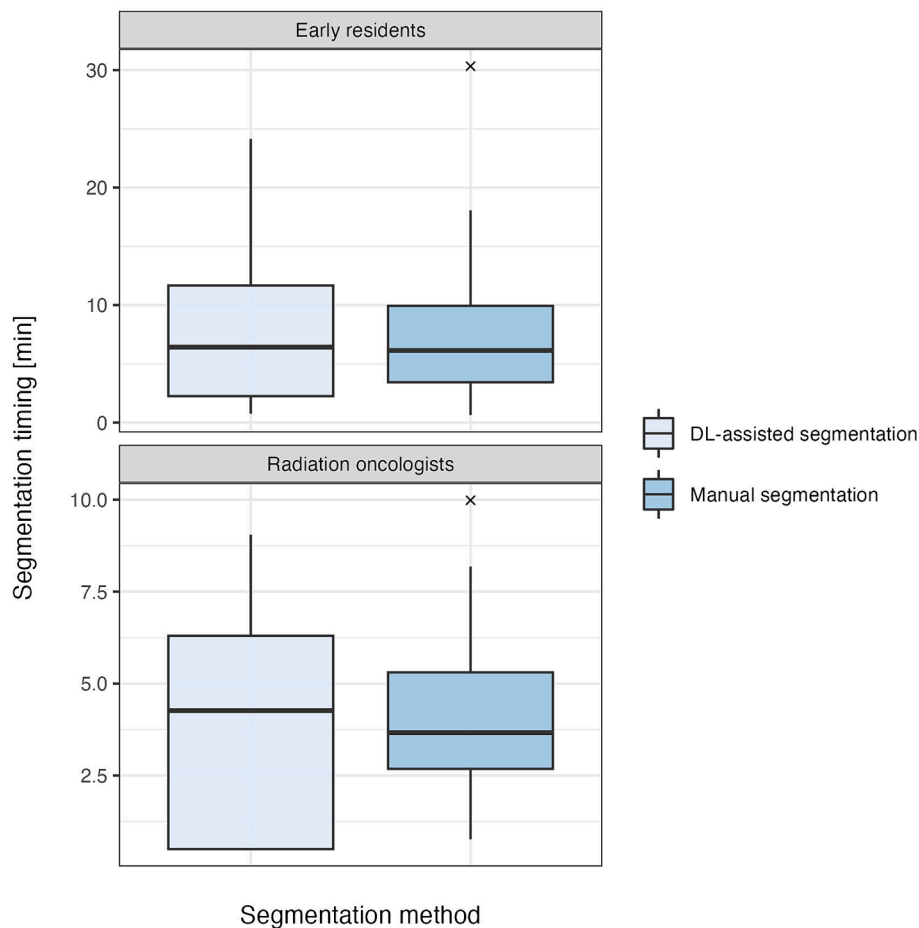 Early residents
30
20
10
0
Segmentation timing [min]
Radiation oncologists
10.0
7.5
5.0
2.5
Segmentation method
DL-assisted segmentation
Manual segmentation